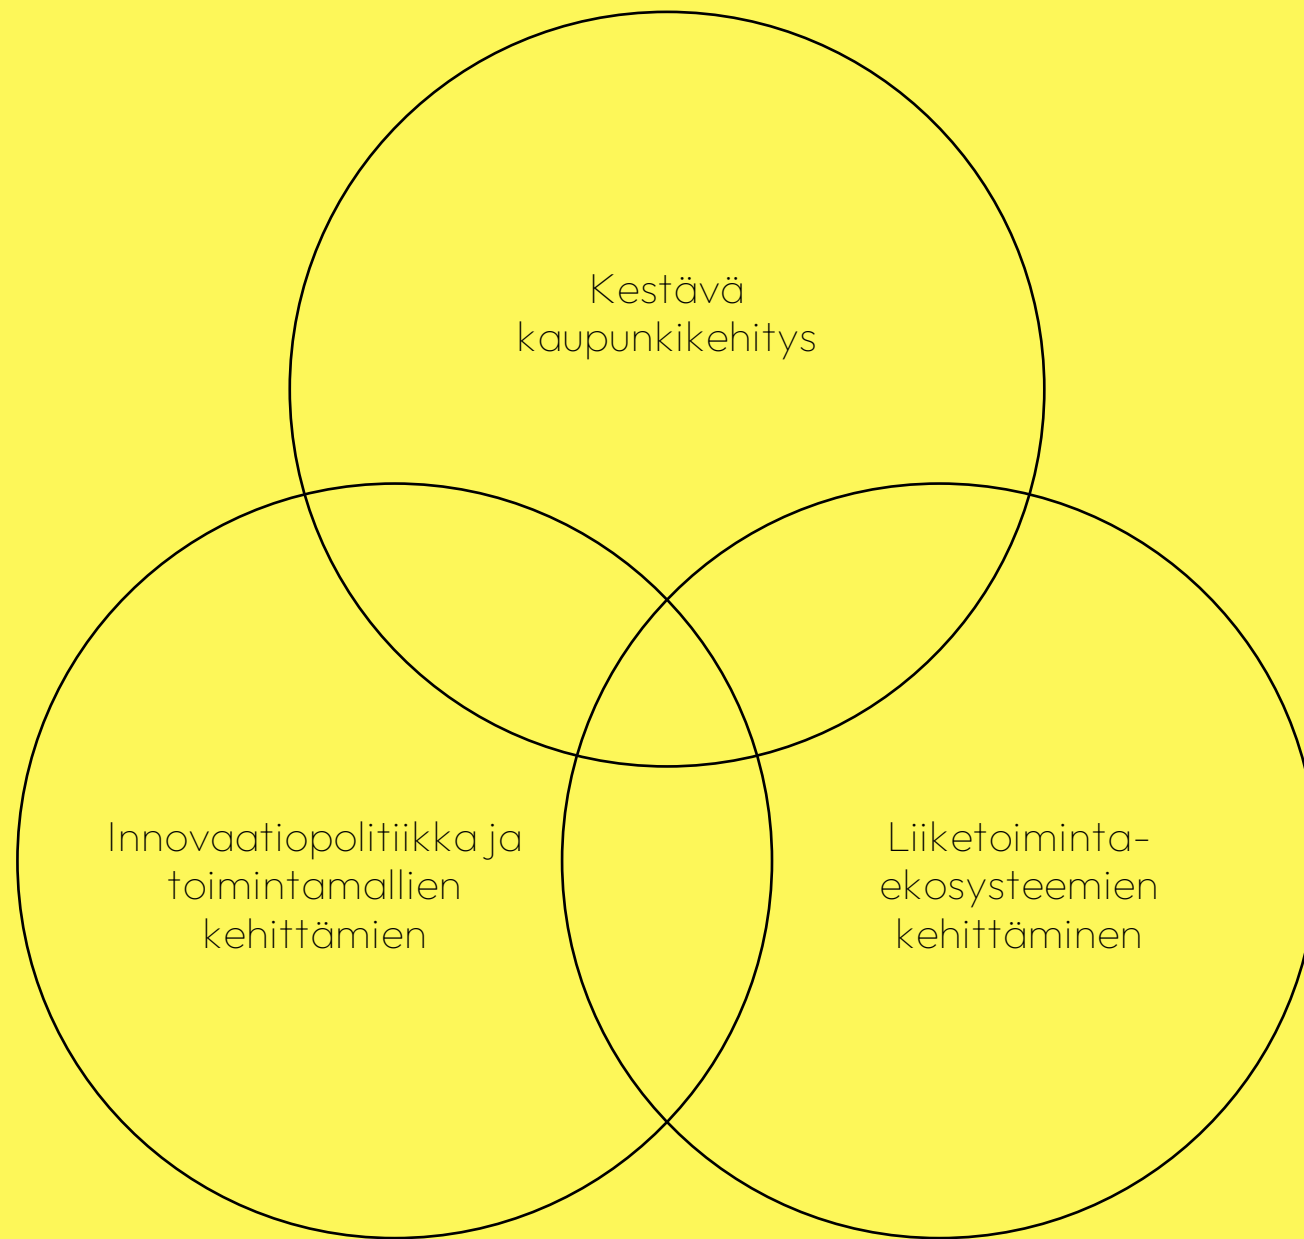 Kestävä
kaupunkikehitys
Innovaatiopolitiikka ja
toimintamallien
kehittämien
Liiketoiminta-
ekosysteemien
kehittäminen